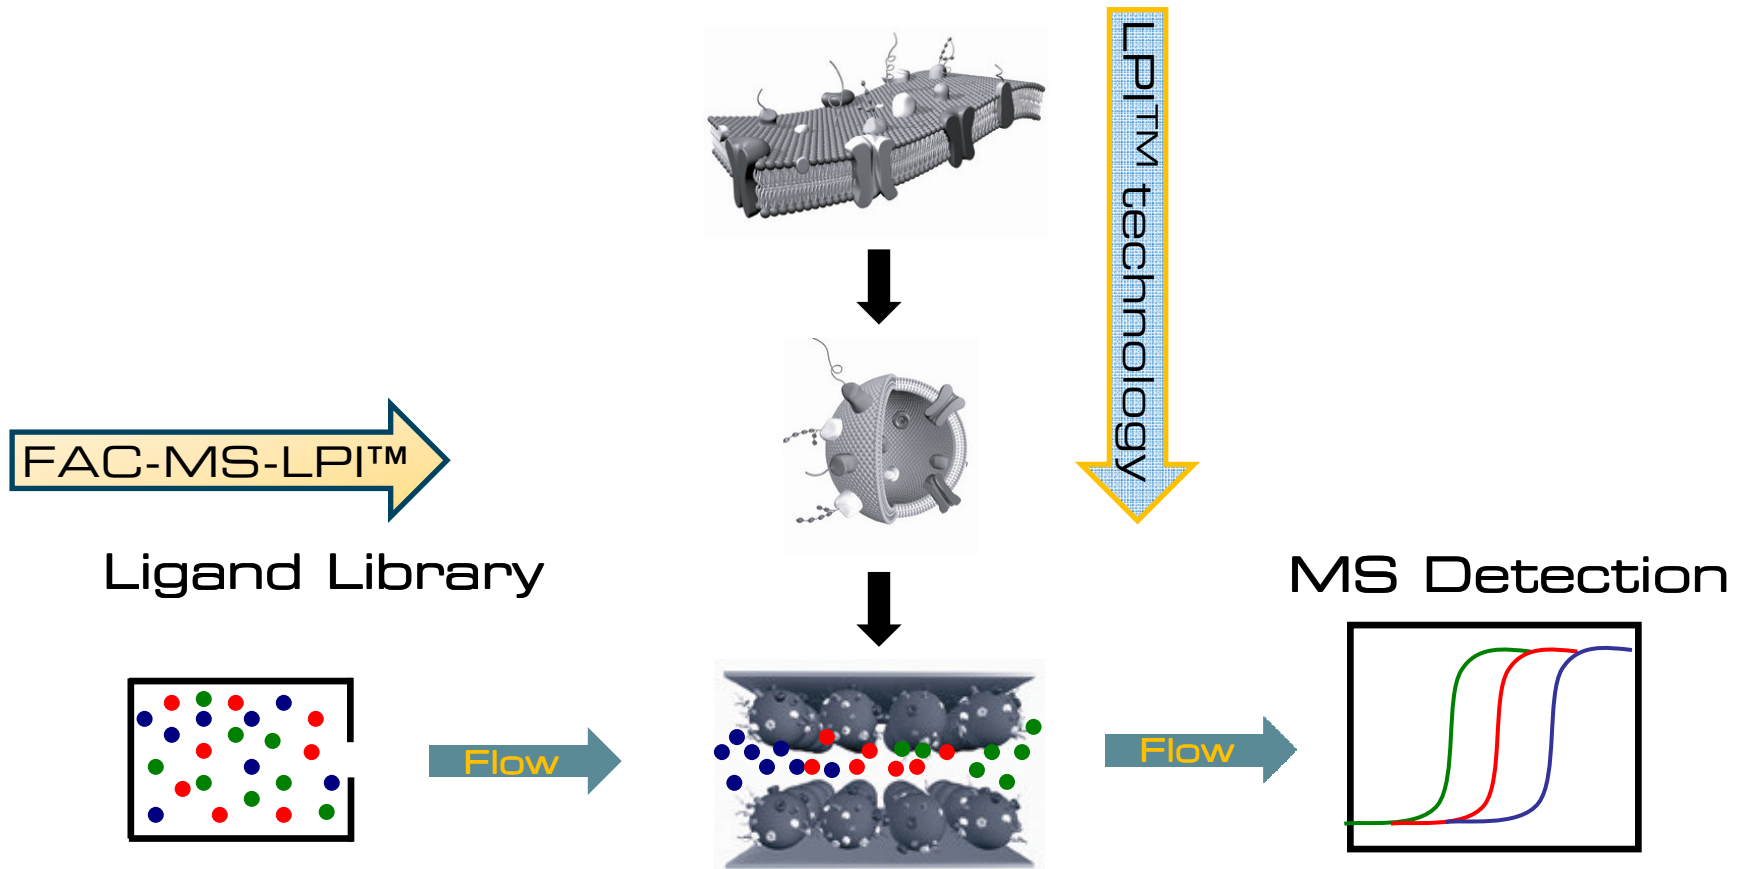 LPI™ technology
FAC-MS-LPI™
Ligand Library
MS Detection
Flow
Flow